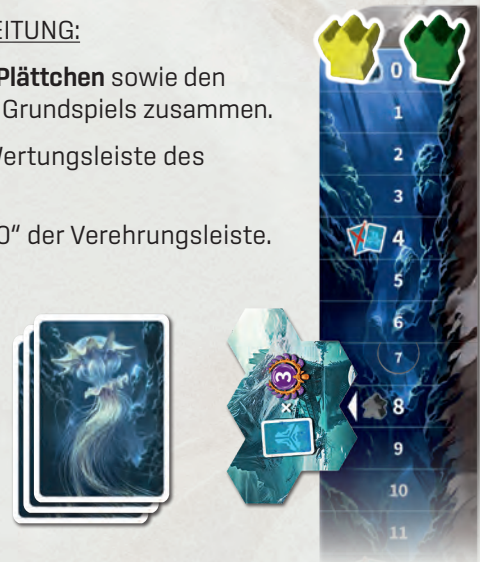 EITUNG:
Plättchen sowie den
Grundspiels zusammen.
Wertungsleiste des
0“ der Verehrungsleiste.
0
1
2
3
4
5
6
7
8
9
10
11
3
x